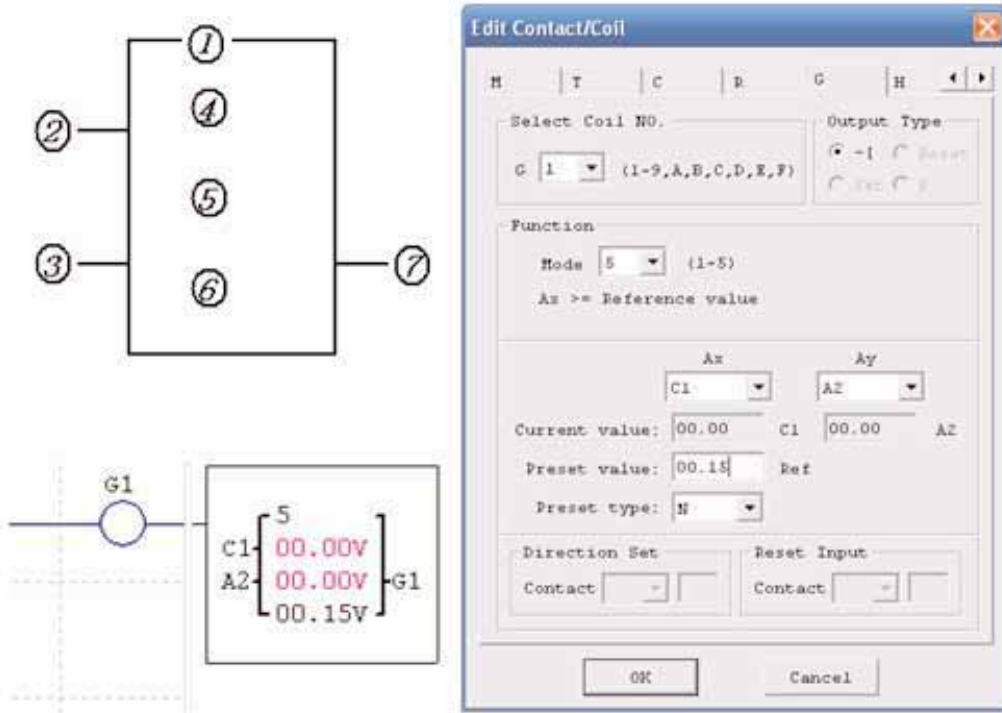 1
2
4
5
3
6
7
G1
5
C1
00.00V
A2
00.00V
G1
00.15V
Edit Contact/Coil
M T C R G H
Select Coil NO.
G 1 (1-9,A,B,C,D,E,F)
Output Type
-[ Reset
Set P
Function
Mode 5 (1-5)
Ax >= Reference value
Ax Ay
C1 A2
Current value: 00.00 C1 00.00 A2
Preset value: 00.15 Ref
Preset type: N
Direction Set
Contact
Reset Input
Contact
OK Cancel